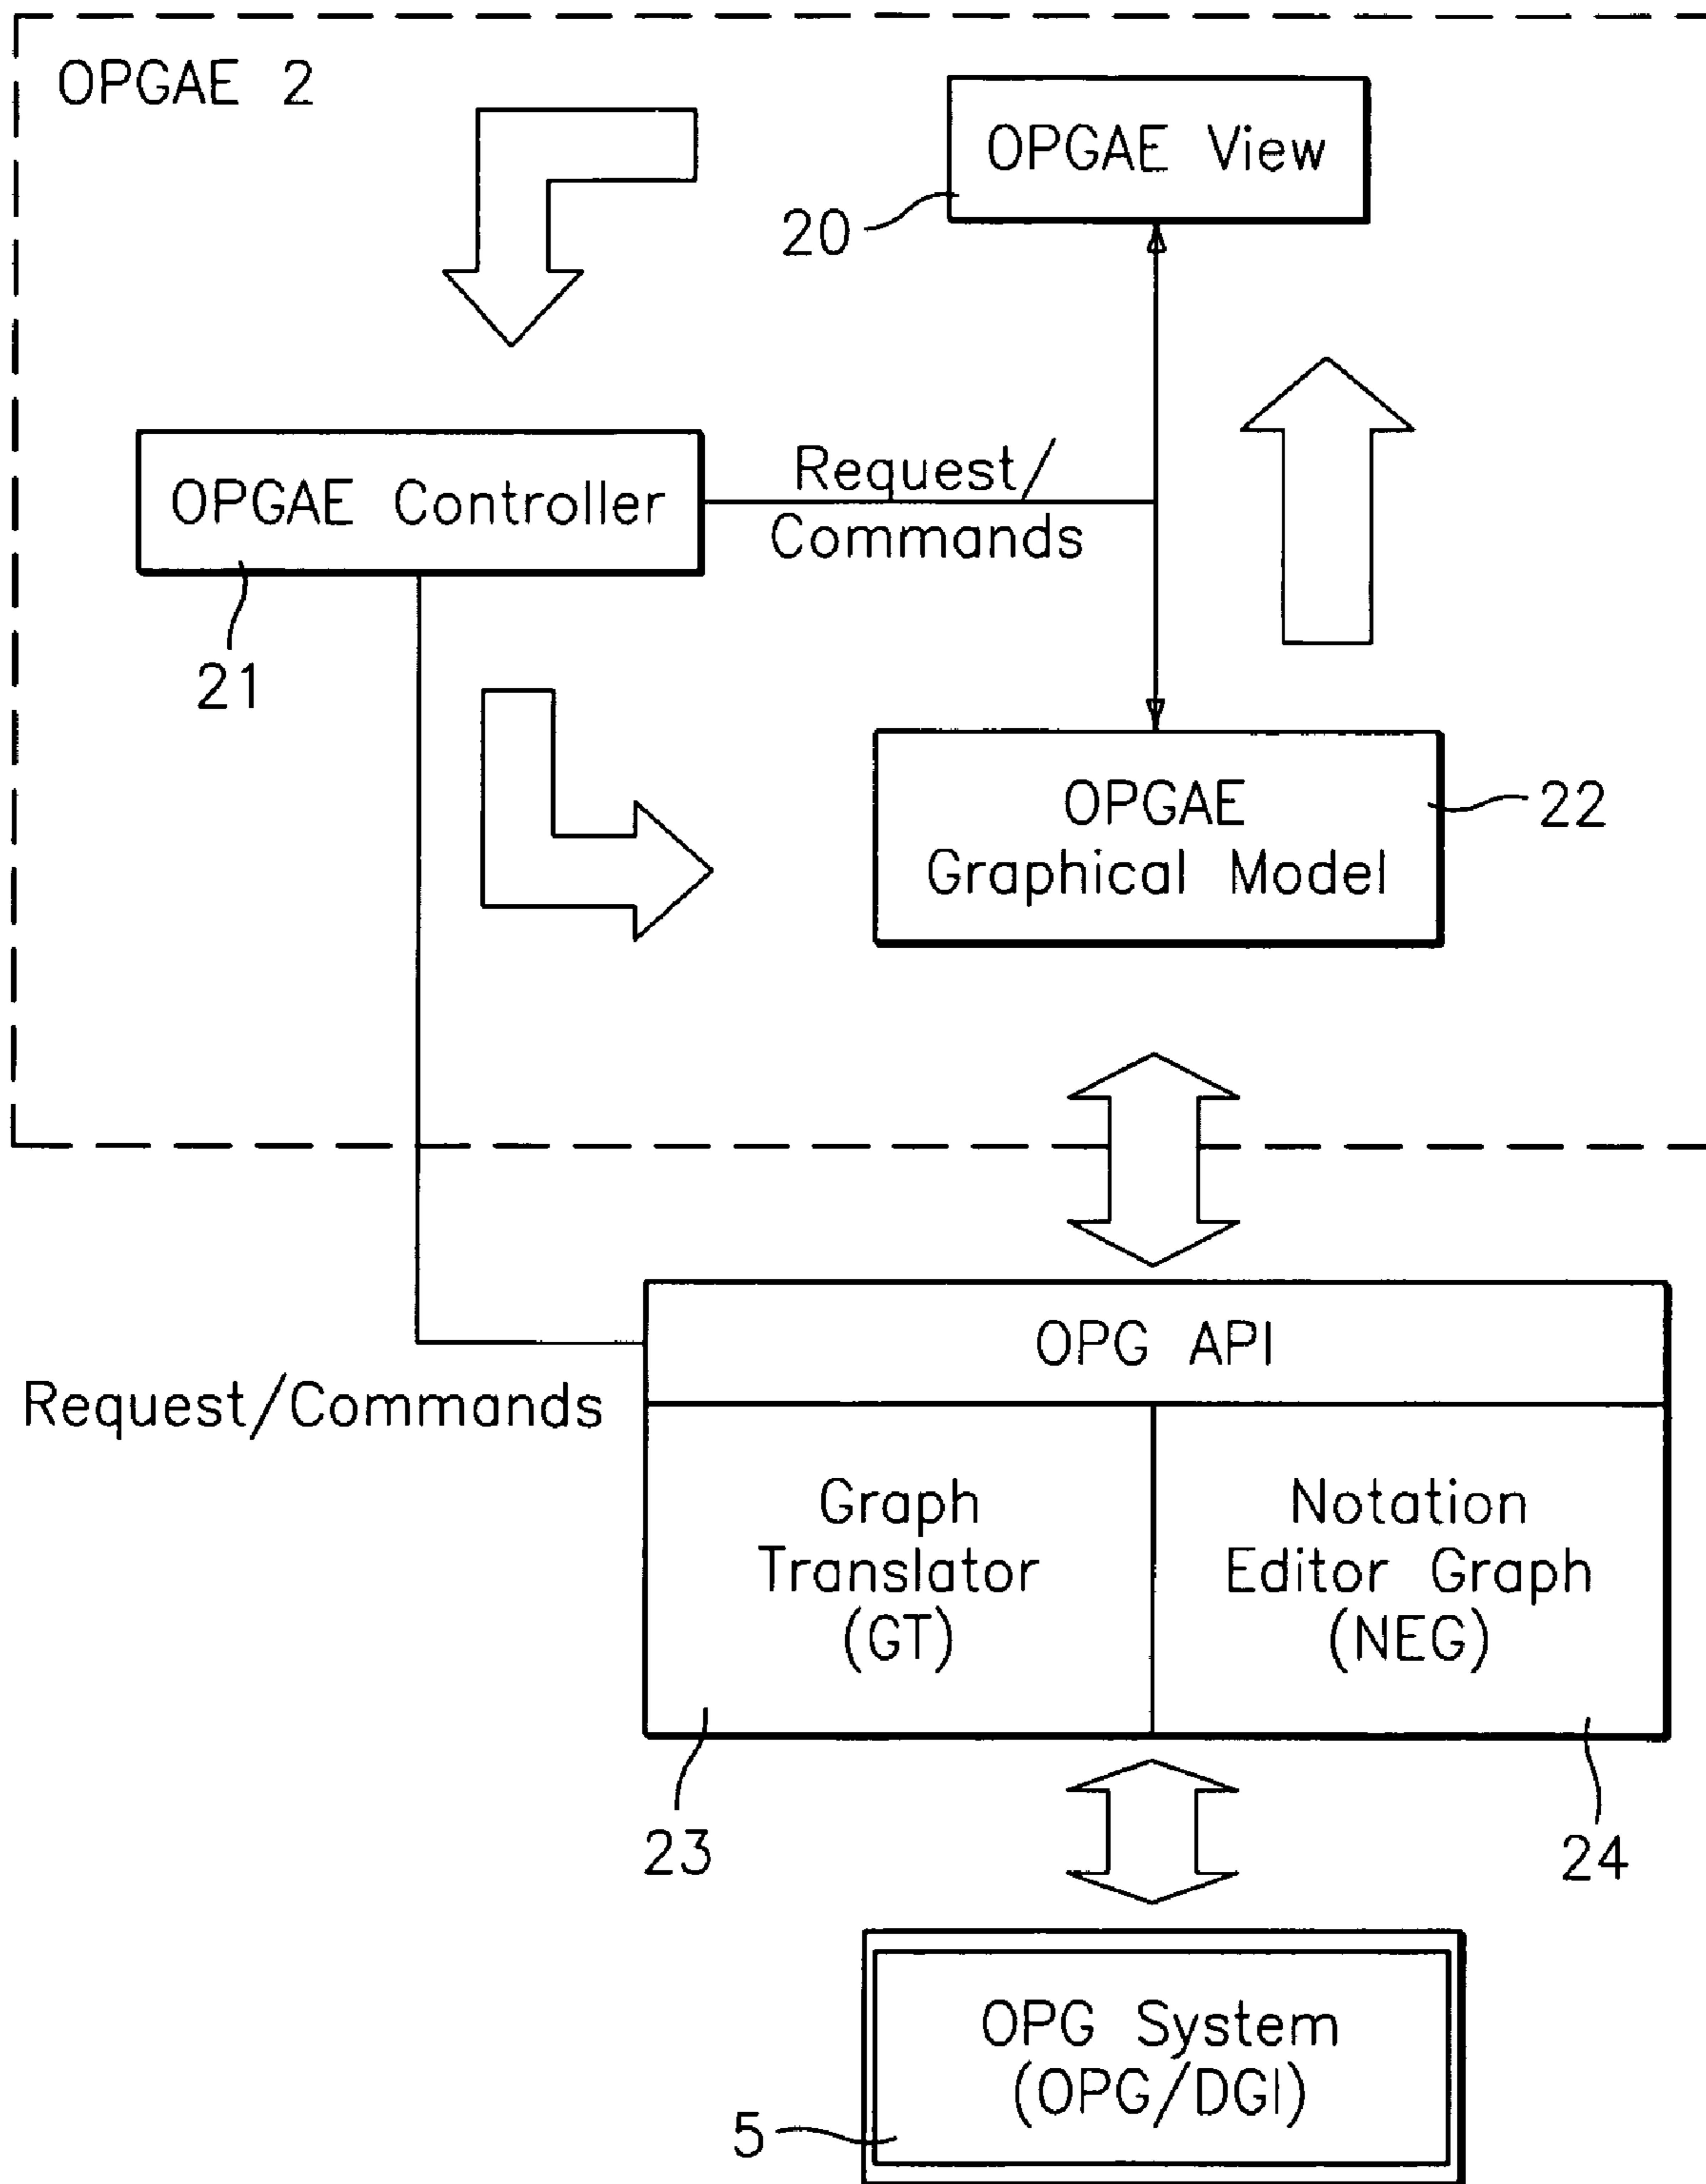 OPGAE 2
OPGAE View
20
OPGAE Controller
Request/
Commands
21
OPGAE
Graphical Model
22
OPG API
Request/Commands
Graph
Translator
(GT)
Notation
Editor Graph
(NEG)
23
24
OPG System
(OPG/DGI)
5